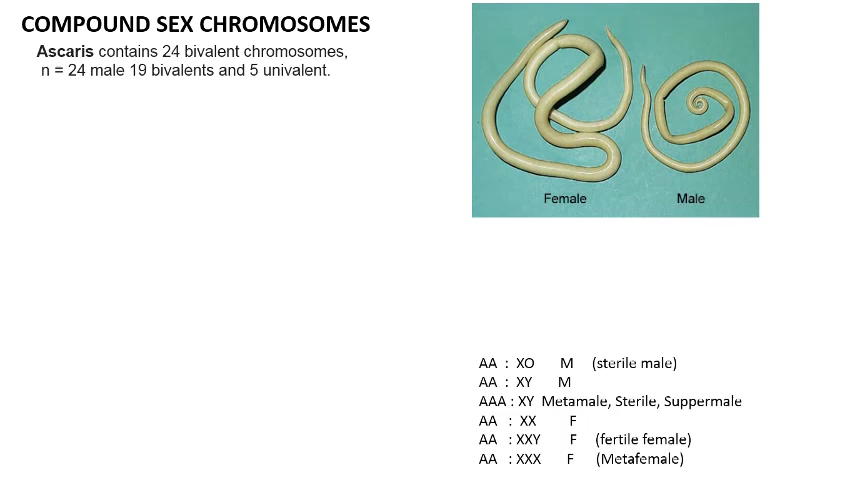 COMPOUND SEX CHROMOSOMES
Ascaris contains 24 bivalent chromosomes,
n = 24 male 19 bivalents and 5 univalent.
Female Male
AA : XO M (sterile male)
AA : XY M
AAA : XY Metamale, Sterile, Suppermale
AA : XX F
AA : XXY F (fertile female)
AA : XXX F (Metafemale)